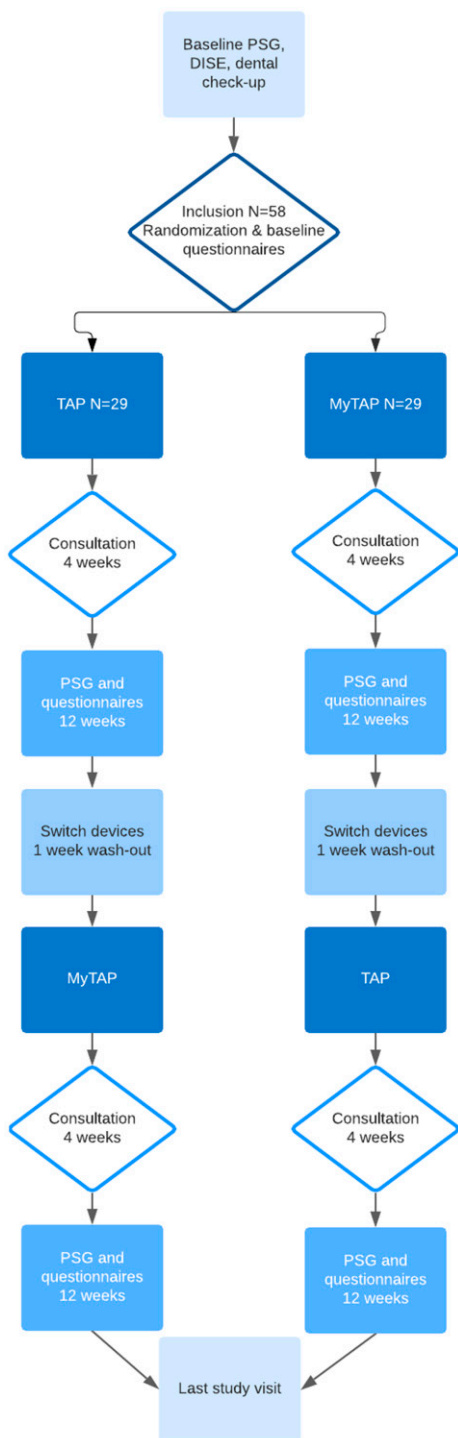 Baseline PSG,
DISE, dental
check-up
Inclusion N=58
Randomization & baseline
questionnaires
TAP N=29
MyTAP N=29
Consultation
4 weeks
Consultation
4 weeks
PSG and
questionnaires
12 weeks
PSG and
questionnaires
12 weeks
Switch devices
1 week wash-out
Switch devices
1 week wash-out
MyTAP
TAP
Consultation
4 weeks
Consultation
4 weeks
PSG and
questionnaires
12 weeks
PSG and
questionnaires
12 weeks
Last study visit